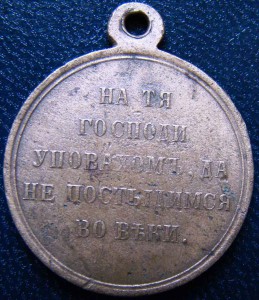 НА ТЯ
ГОСПОДИ
УПОВАХОМЪ, ДА
НЕ ПОСТЫДИМСЯ
ВО ВѢКИ.